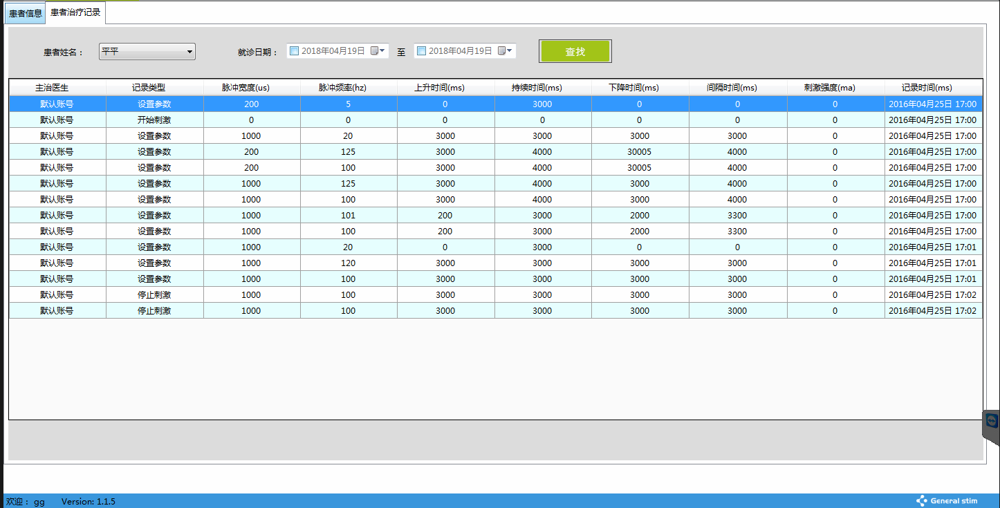 患者信息 患者治疗记录
患者姓名： 平平 就诊日期： 2018年04月19日 至 2018年04月19日 查找
主治医生 记录类型 脉冲宽度(us) 脉冲频率(hz) 上升时间(ms) 持续时间(ms) 下降时间(ms) 间隔时间(ms) 刺激强度(ma) 记录时间(ms)
默认账号 设置参数 200 5 0 3000 0 0 0 2016年04月25日 17:00
默认账号 开始刺激 0 0 0 0 0 0 0 2016年04月25日 17:00
默认账号 设置参数 1000 20 3000 3000 3000 3000 0 2016年04月25日 17:00
默认账号 设置参数 200 125 3000 4000 30005 4000 0 2016年04月25日 17:00
默认账号 设置参数 200 100 3000 4000 30005 4000 0 2016年04月25日 17:00
默认账号 设置参数 1000 125 3000 4000 3000 4000 0 2016年04月25日 17:00
默认账号 设置参数 1000 100 3000 4000 3000 4000 0 2016年04月25日 17:00
默认账号 设置参数 1000 101 200 3000 2000 3300 0 2016年04月25日 17:00
默认账号 设置参数 1000 100 200 3000 2000 3300 0 2016年04月25日 17:00
默认账号 设置参数 1000 20 0 3000 0 0 0 2016年04月25日 17:01
默认账号 设置参数 1000 120 3000 3000 3000 3000 0 2016年04月25日 17:01
默认账号 设置参数 1000 100 3000 3000 3000 3000 0 2016年04月25日 17:01
默认账号 停止刺激 1000 100 3000 3000 3000 3000 0 2016年04月25日 17:02
默认账号 停止刺激 1000 100 3000 3000 3000 3000 0 2016年04月25日 17:02
欢迎： gg Version: 1.1.5 General stim